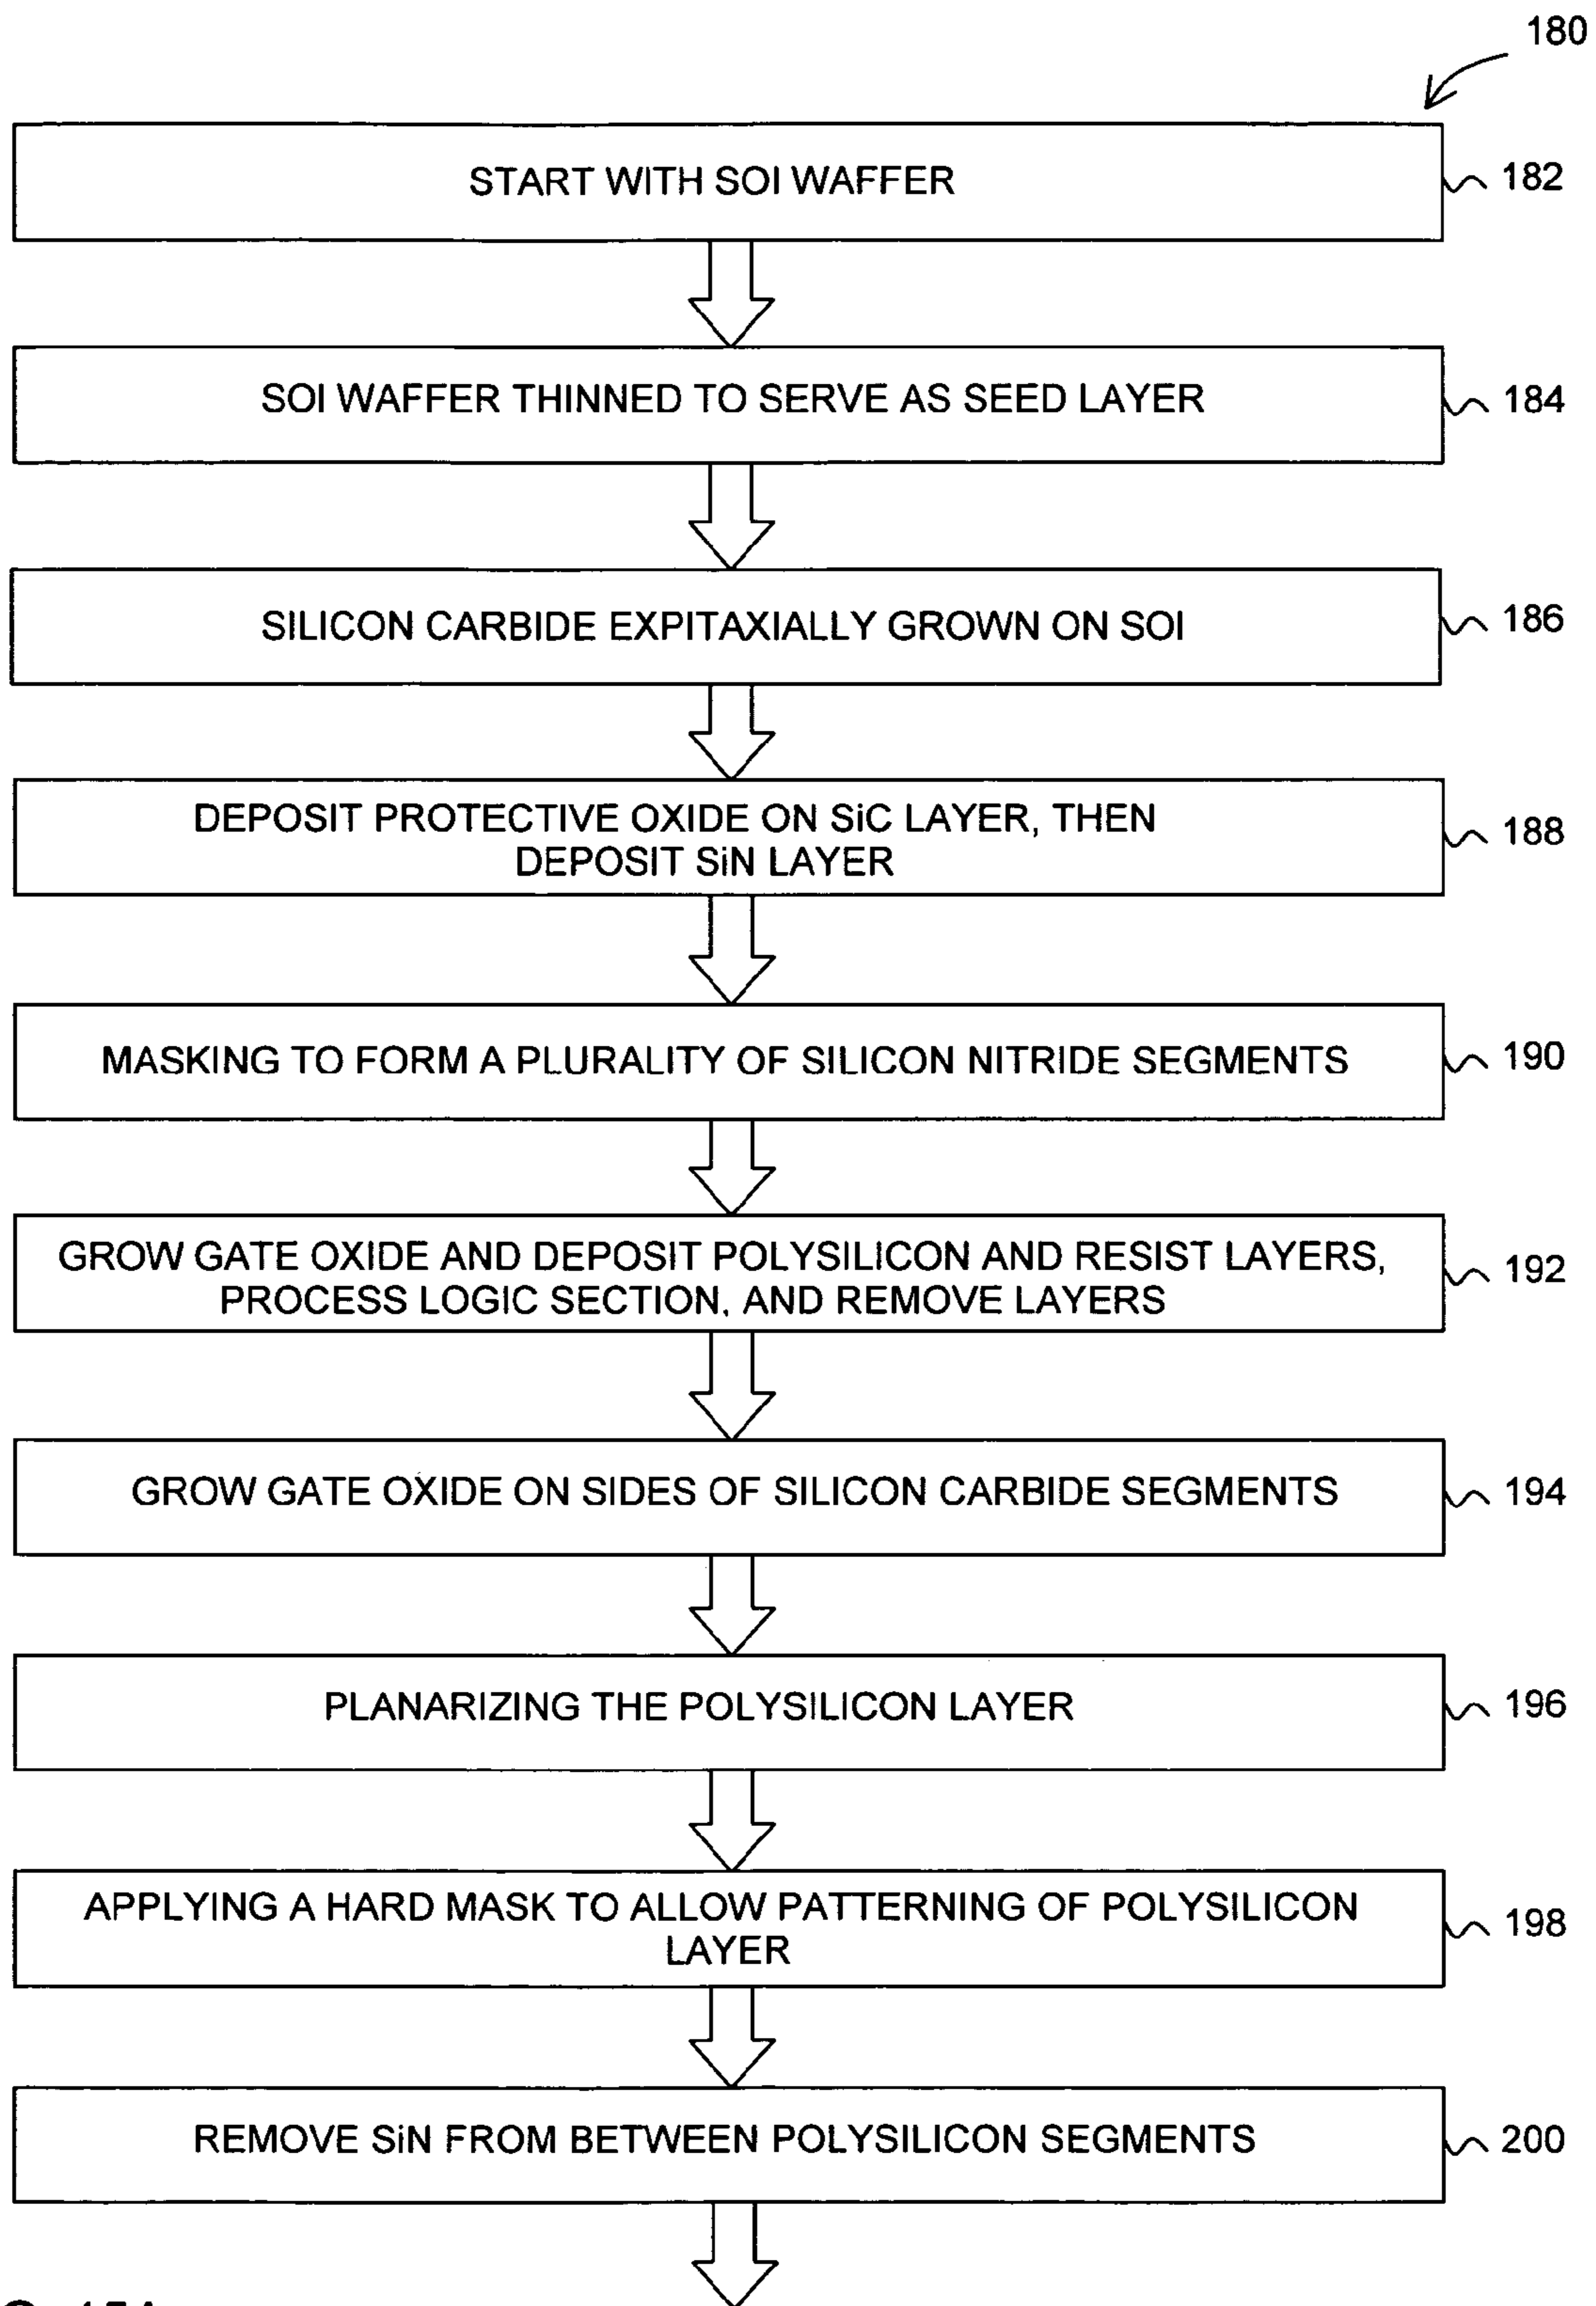 180
START WITH SOI WAFFER
182
SOI WAFFER THINNED TO SERVE AS SEED LAYER
184
SILICON CARBIDE EXPITAXIALLY GROWN ON SOI
186
DEPOSIT PROTECTIVE OXIDE ON SiC LAYER, THEN
DEPOSIT SiN LAYER
188
MASKING TO FORM A PLURALITY OF SILICON NITRIDE SEGMENTS
190
GROW GATE OXIDE AND DEPOSIT POLYSILICON AND RESIST LAYERS,
PROCESS LOGIC SECTION, AND REMOVE LAYERS
192
GROW GATE OXIDE ON SIDES OF SILICON CARBIDE SEGMENTS
194
PLANARIZING THE POLYSILICON LAYER
196
APPLYING A HARD MASK TO ALLOW PATTERNING OF POLYSILICON
LAYER
198
REMOVE SiN FROM BETWEEN POLYSILICON SEGMENTS
200